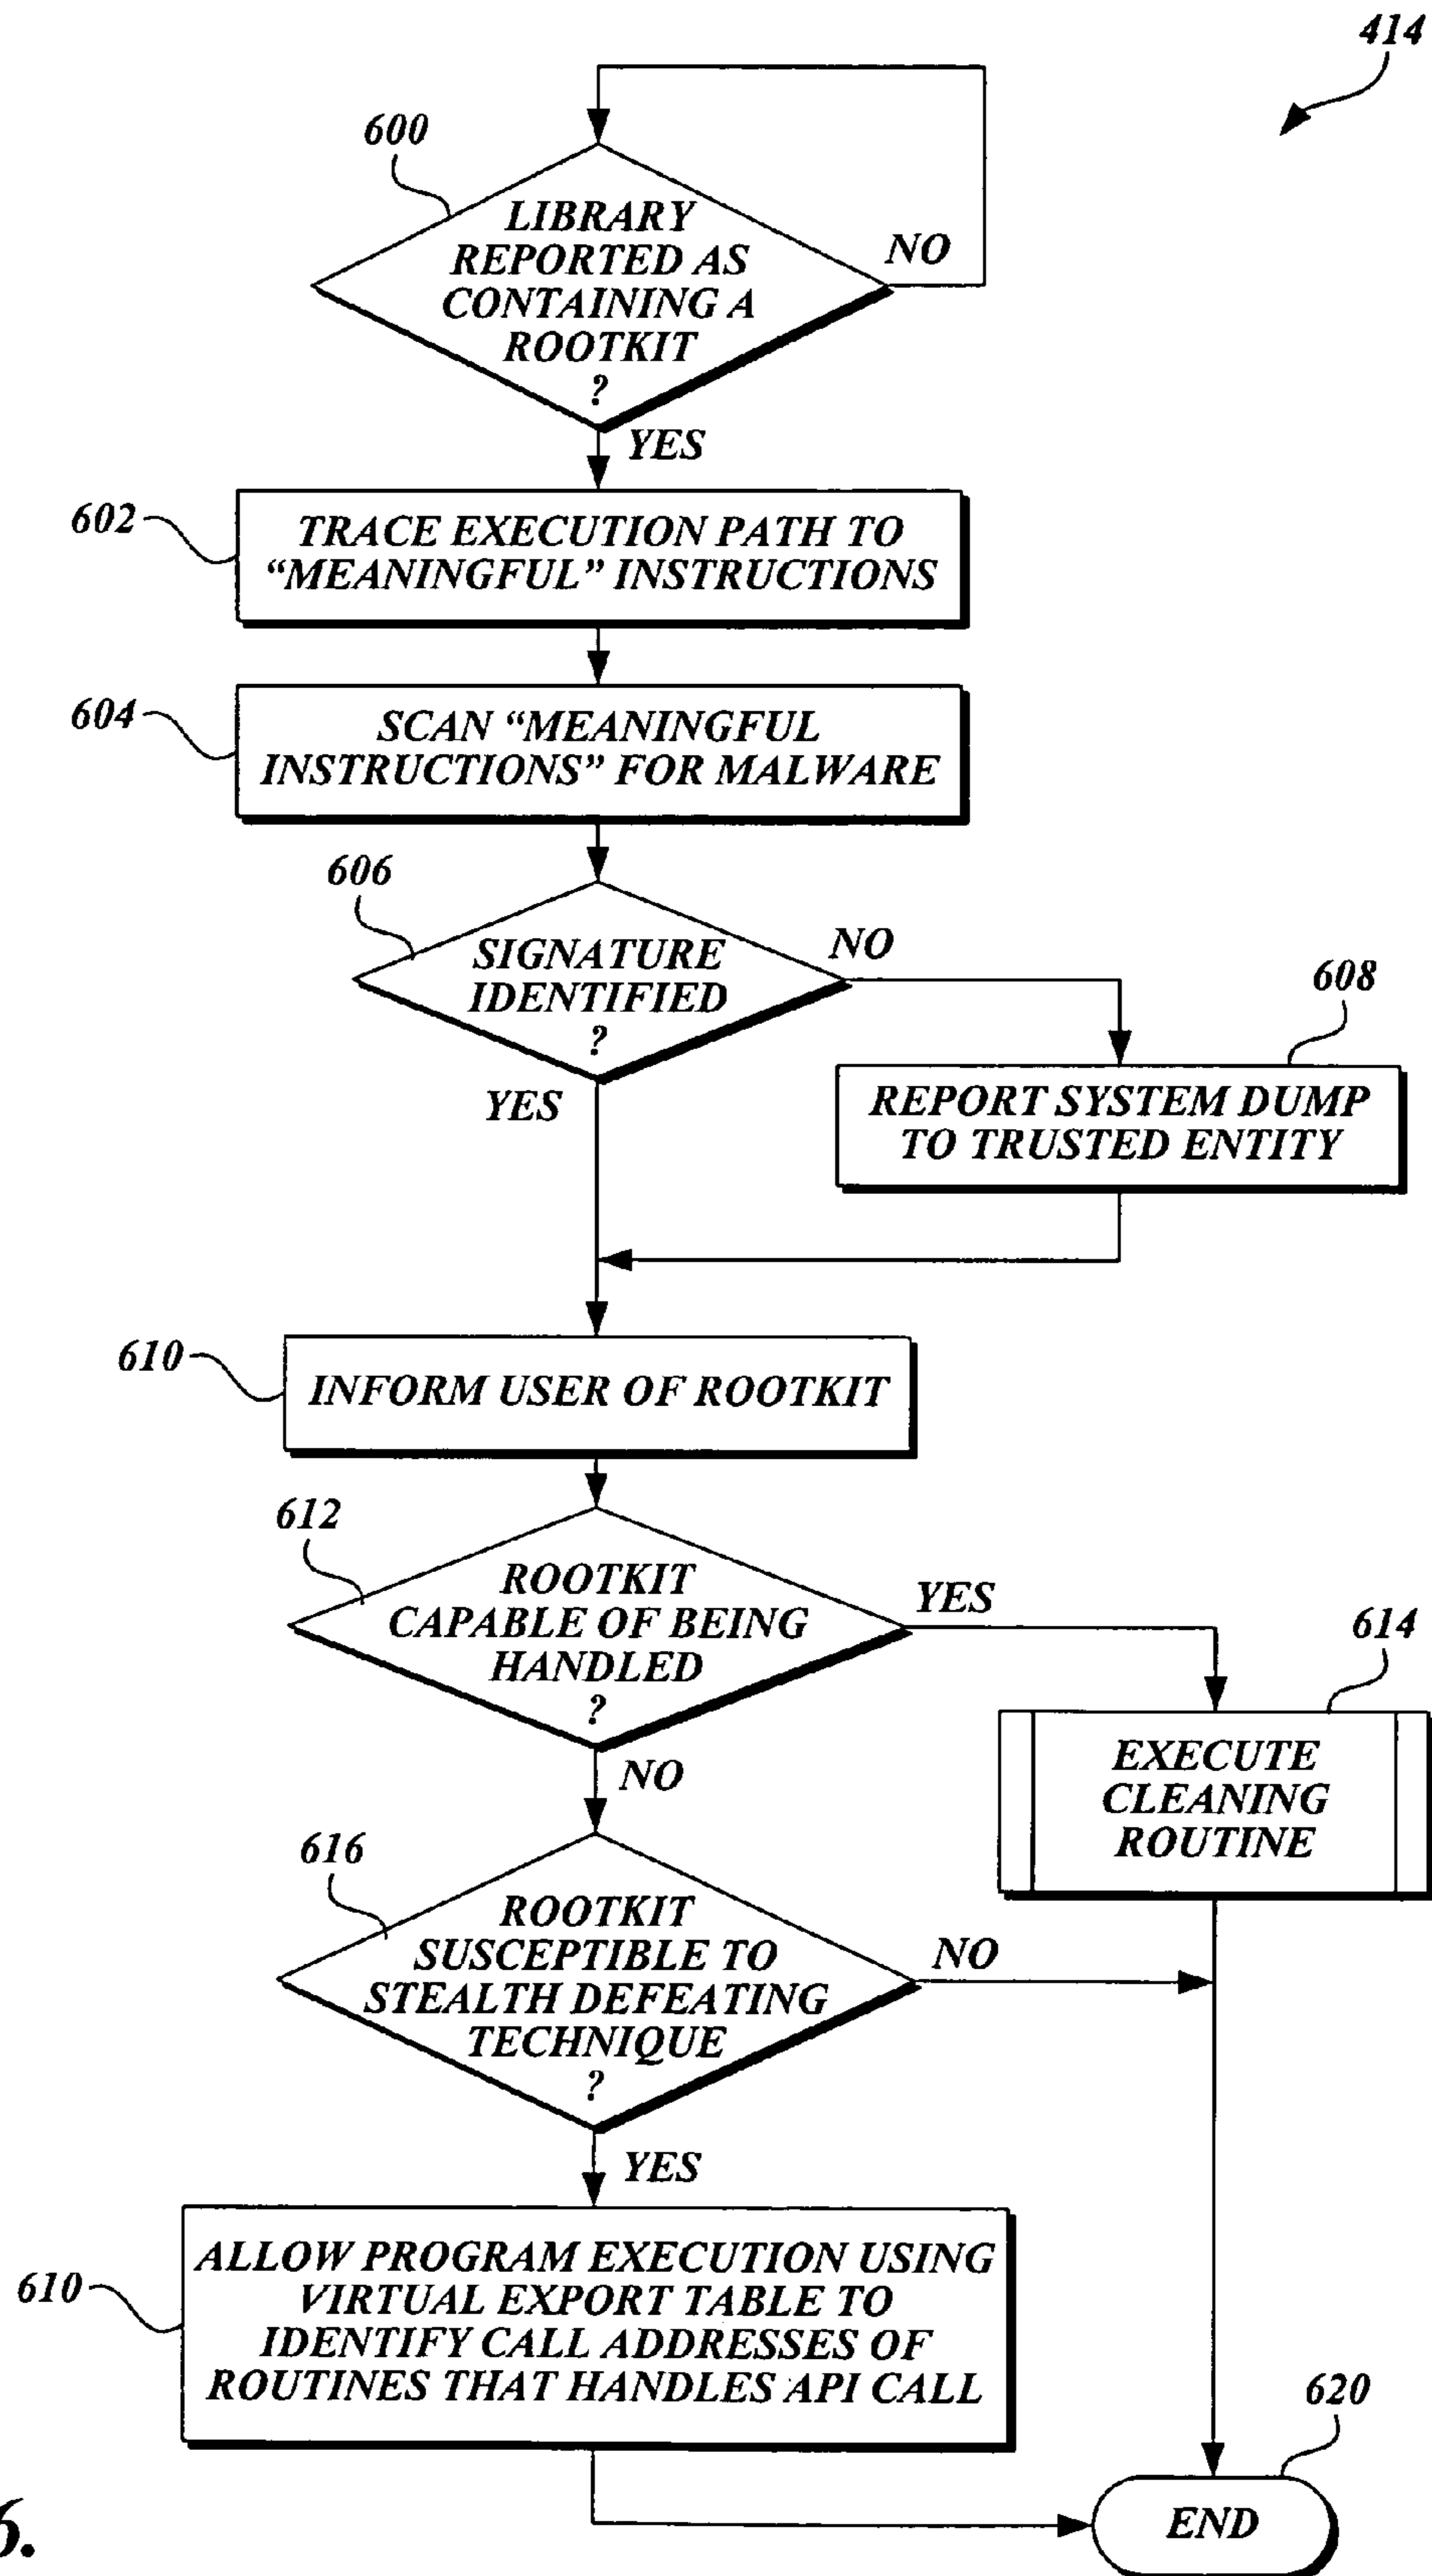 414
600
LIBRARY
REPORTED AS
CONTAINING A
ROOTKIT
?
NO
YES
602
TRACE EXECUTION PATH TO
“MEANINGFUL” INSTRUCTIONS
604
SCAN “MEANINGFUL
INSTRUCTIONS” FOR MALWARE
606
SIGNATURE
IDENTIFIED
?
NO
YES
608
REPORT SYSTEM DUMP
TO TRUSTED ENTITY
610
INFORM USER OF ROOTKIT
612
ROOTKIT
CAPABLE OF BEING
HANDLED
?
YES
NO
614
EXECUTE
CLEANING
ROUTINE
616
ROOTKIT
SUSCEPTIBLE TO
STEALTH DEFEATING
TECHNIQUE
?
NO
YES
610
ALLOW PROGRAM EXECUTION USING
VIRTUAL EXPORT TABLE TO
IDENTIFY CALL ADDRESSES OF
ROUTINES THAT HANDLES API CALL
620
END
6.